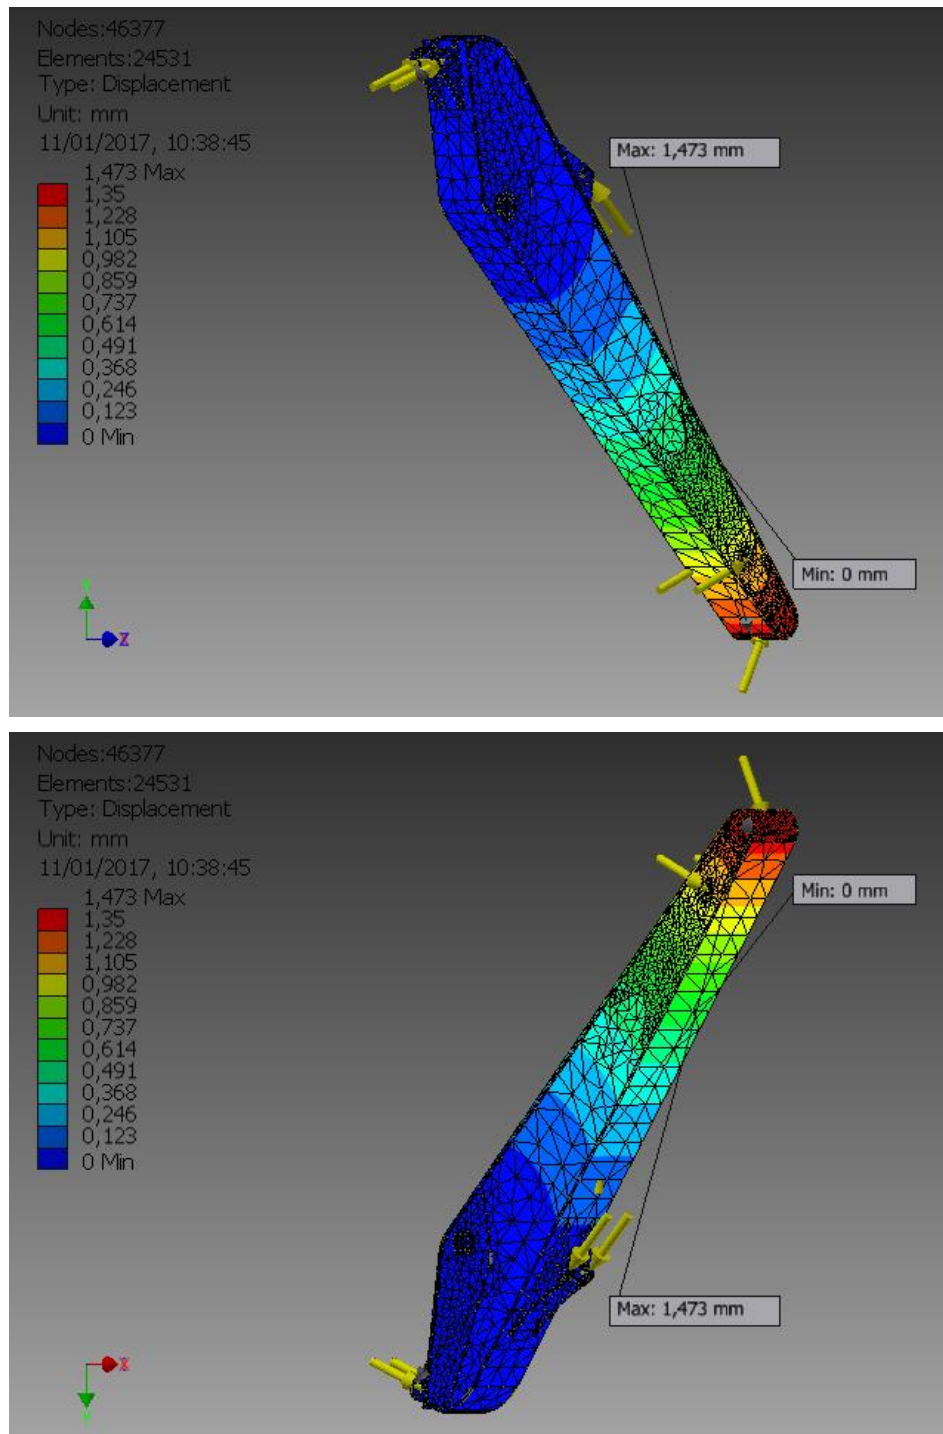 Nodes:46377
Elements:24531
Type: Displacement
Unit: mm
11/01/2017, 10:38:45
1,473 Max
1,35
1,228
1,105
0,982
0,859
0,737
0,614
0,491
0,368
0,246
0,123
0 Min
Max: 1,473 mm
Min: 0 mm
Y
Z
Nodes:46377
Elements:24531
Type: Displacement
Unit: mm
11/01/2017, 10:38:45
1,473 Max
1,35
1,228
1,105
0,982
0,859
0,737
0,614
0,491
0,368
0,246
0,123
0 Min
Min: 0 mm
Max: 1,473 mm
X
Y